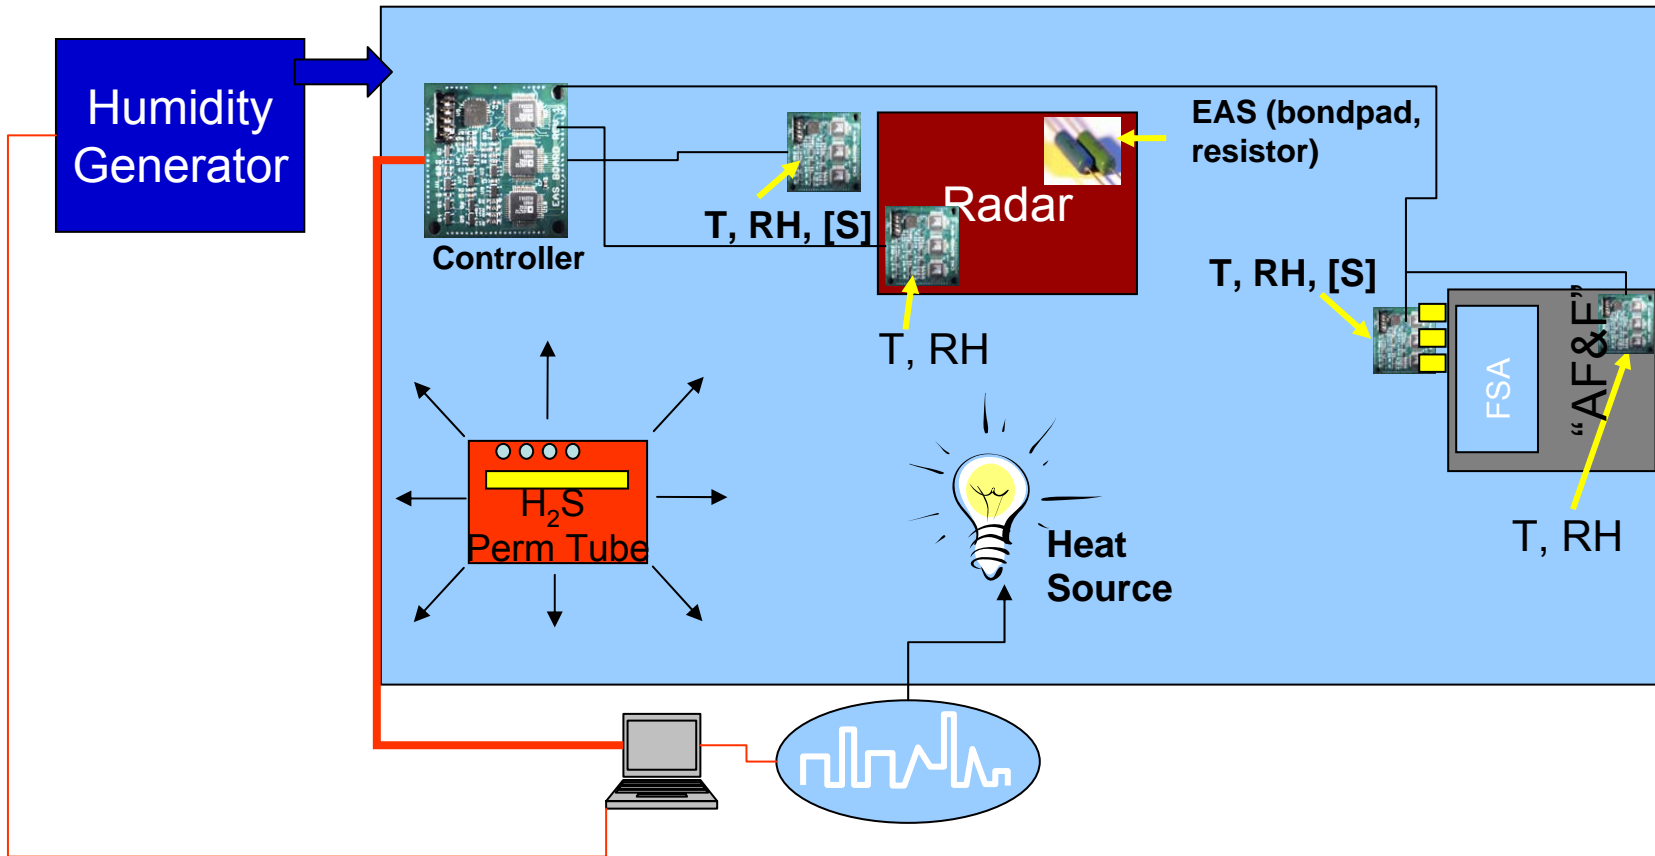 Humidity
Generator
Controller
T, RH, [S]
Radar
T, RH
EAS (bondpad,
resistor)
T, RH, [S]
FSA
“AF&F”
T, RH
H₂S
Perm Tube
Heat
Source